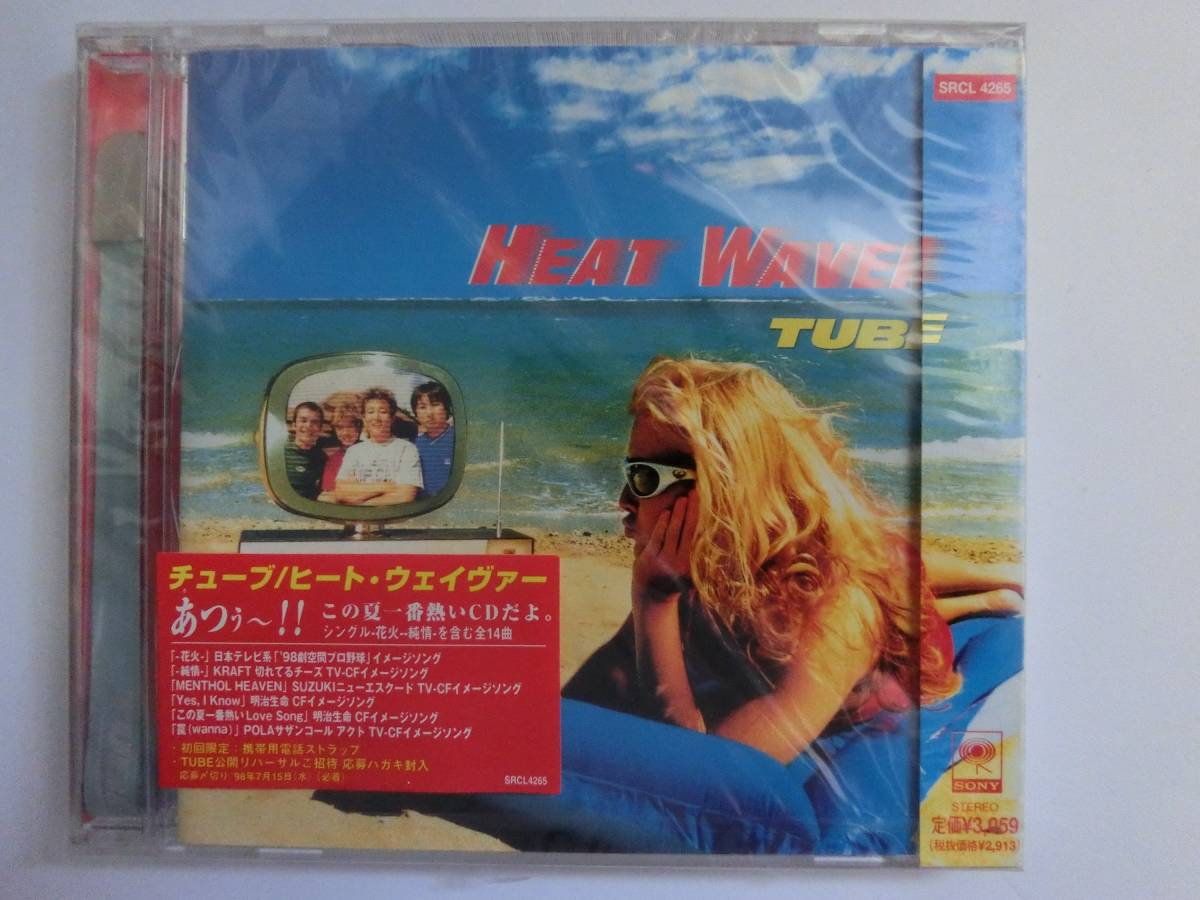 SRCL 4265
HEAT WAVER
TUBE
チューブ/ヒート・ウェイヴァー
あつぅ〜!! この夏一番熱いCDだよ。
シングル-花火--純情-を含む全14曲
「-花火-」日本テレビ系「'98劇空間プロ野球」イメージソング
「-純情-」KRAFT 切れてるチーズ TV-CFイメージソング
「MENTHOL HEAVEN」SUZUKIニューエスクード TV-CFイメージソング
「Yes, I Know」明治生命 CFイメージソング
「この夏一番熱いLove Song」明治生命 CFイメージソング
「罠(wanna)」POLAサザンコール アクト TV-CFイメージソング
・初回限定：携帯用電話ストラップ
・TUBE公開リハーサルご招待 応募ハガキ封入
応募〆切り'98年7月15日(水)(必着)
SRCL4265
SONY
STEREO
定価¥3,059
(税抜価格¥2,913)